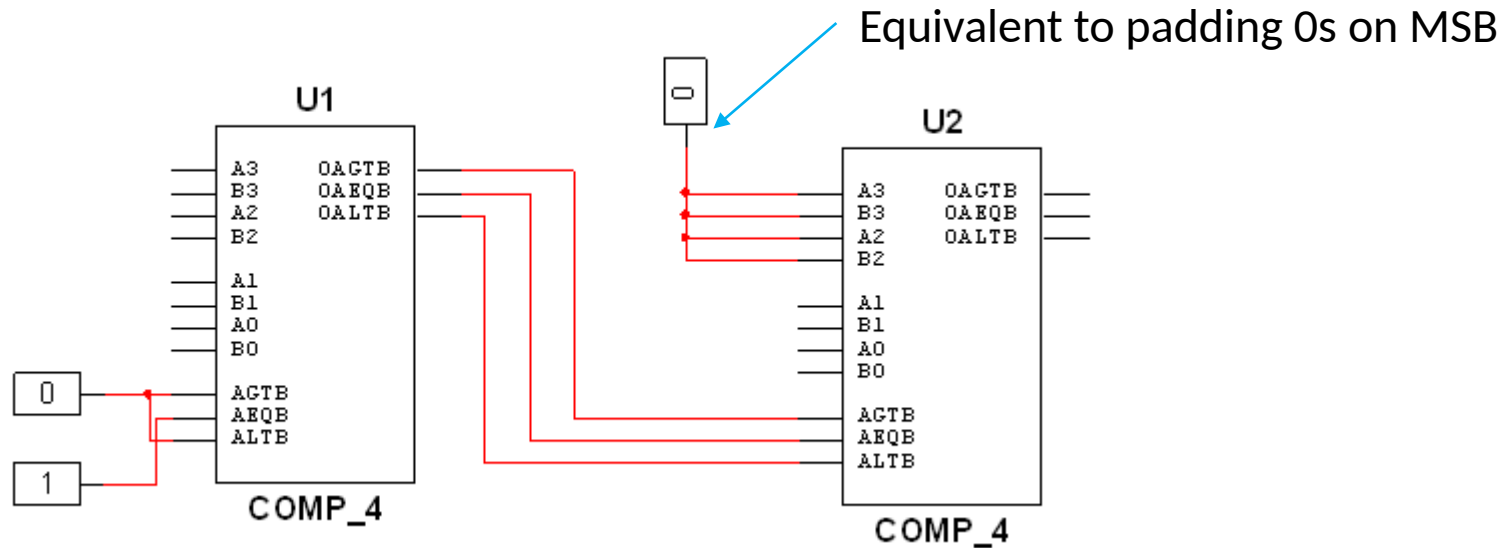 Equivalent to padding 0s on MSB
0
U1
U2
A3 OAGTB
B3 OAEQB
A2 OALTB
B2
A1
B1
A0
B0
AGTB
AEQB
ALTB
0
1
COMP_4
A3 OAGTB
B3 OAEQB
A2 OALTB
B2
A1
B1
A0
B0
AGTB
AEQB
ALTB
COMP_4